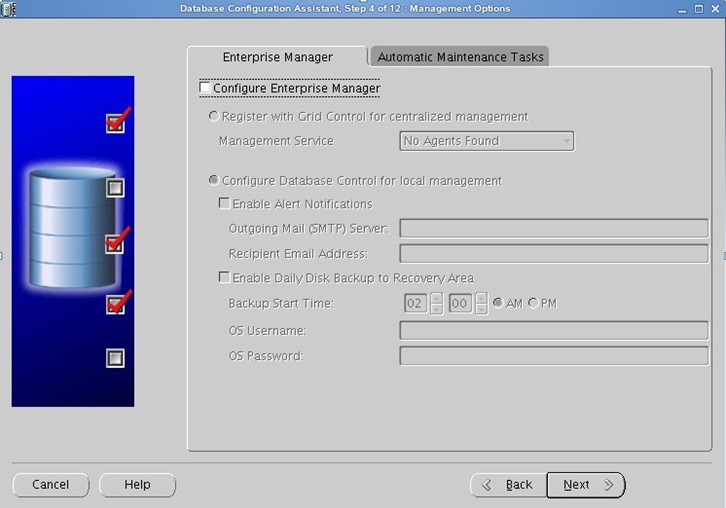 Database Configuration Assistant, Step 4 of 12 : Management Options
Enterprise Manager
Automatic Maintenance Tasks
Configure Enterprise Manager
Register with Grid Control for centralized management
Management Service
No Agents Found
Configure Database Control for local management
Enable Alert Notifications
Outgoing Mail (SMTP) Server:
Recipient Email Address:
Enable Daily Disk Backup to Recovery Area
Backup Start Time: 02 00 AM PM
OS Username:
OS Password:
Cancel Help Back Next